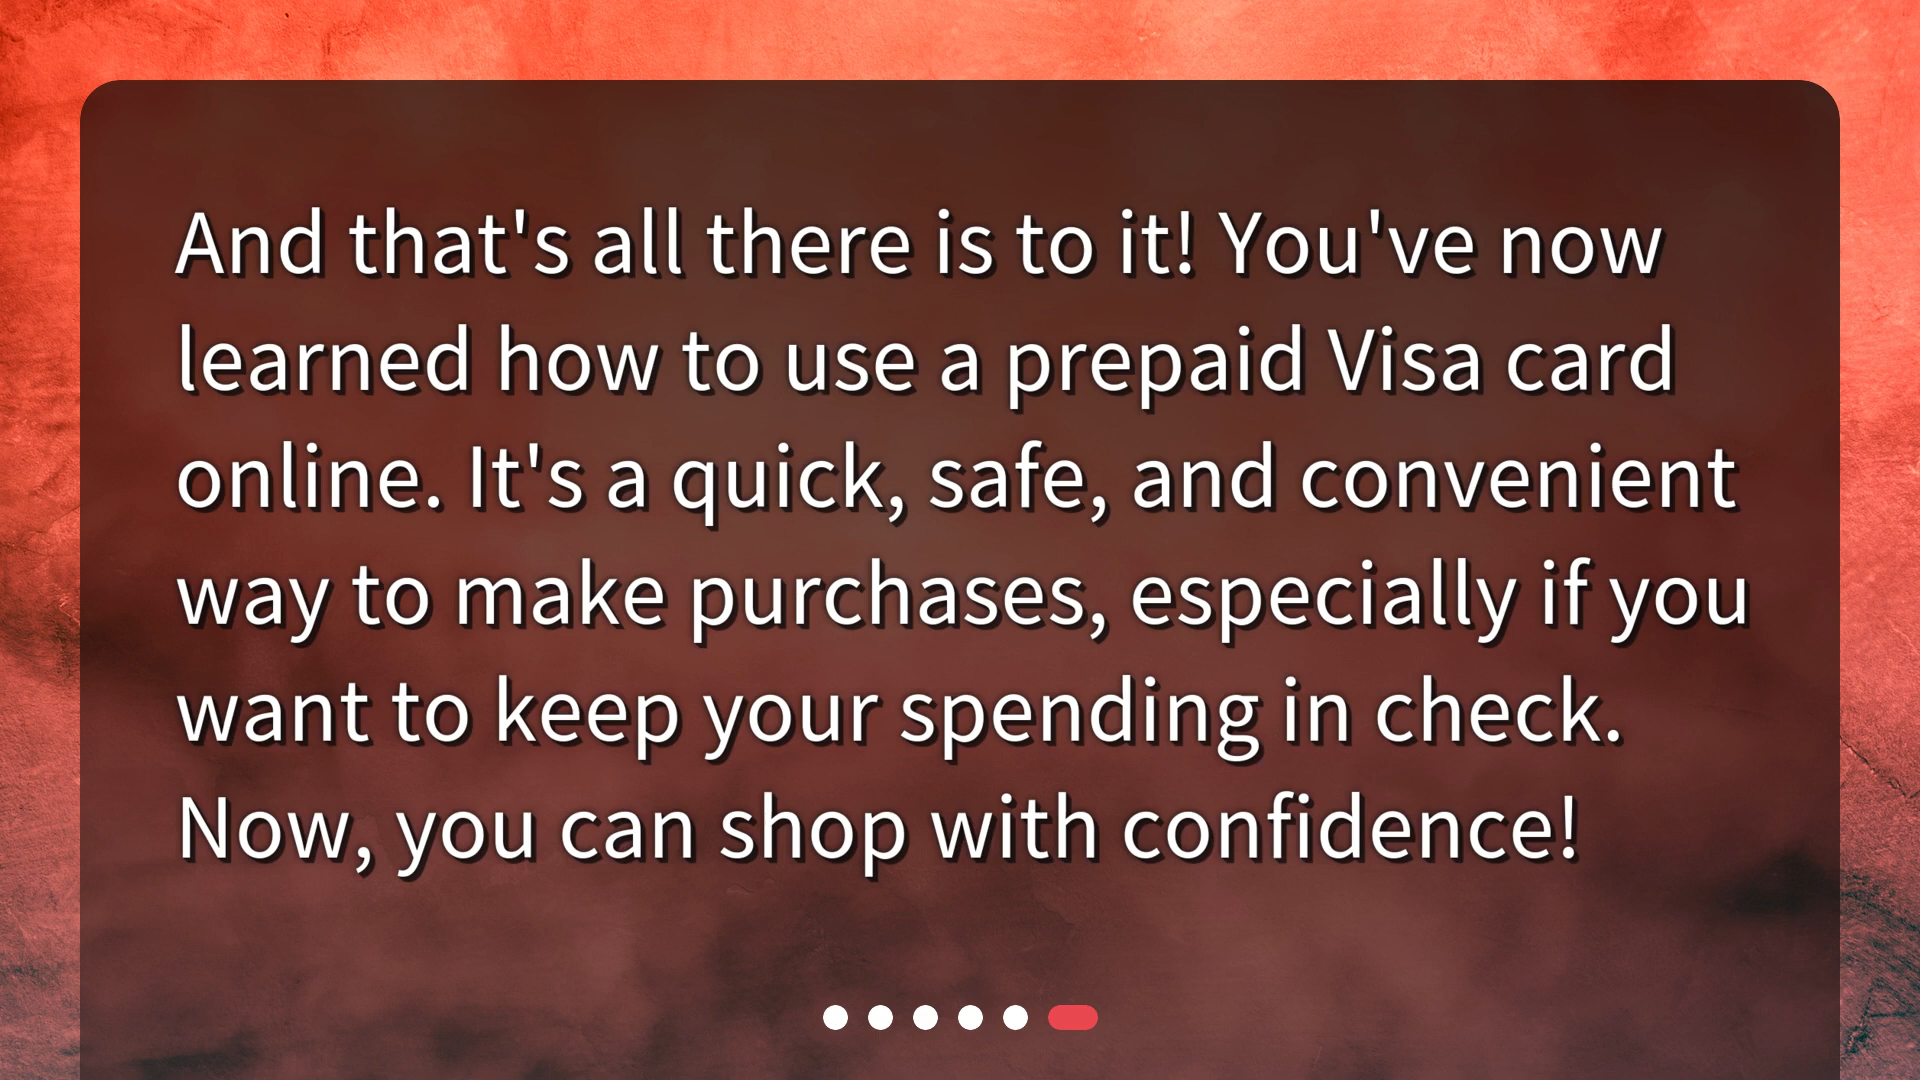 And that's all there is to it! You've now
learned how to use a prepaid Visa card
online. It's a quick, safe, and convenient
way to make purchases, especially if you
want to keep your spending in check.
Now, you can shop with confidence!